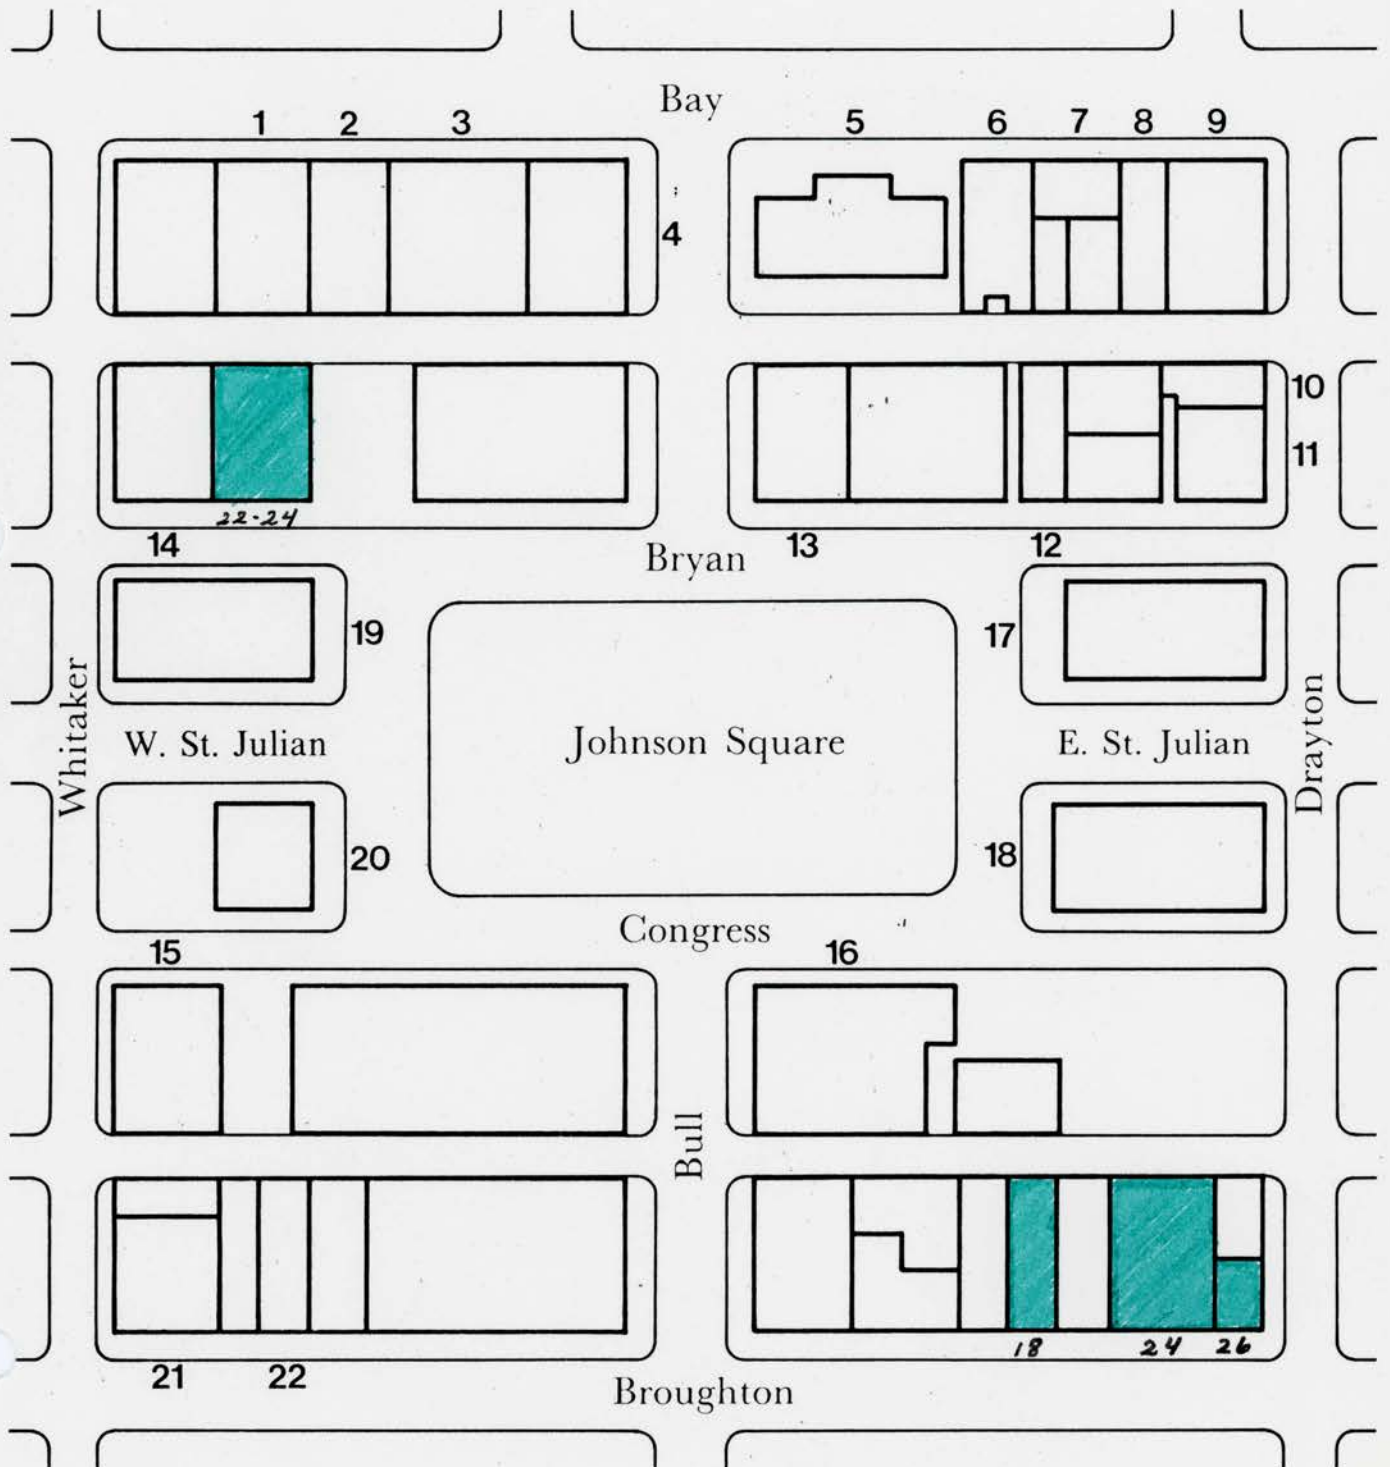 Bay
1 2 3 5 6 7 8 9
4
10
11
22-24
14 13 12
Bryan
19 17
Whitaker
W. St. Julian Johnson Square E. St. Julian
Drayton
20 18
Congress
15 16
Bull
18 24 26
21 22
Broughton